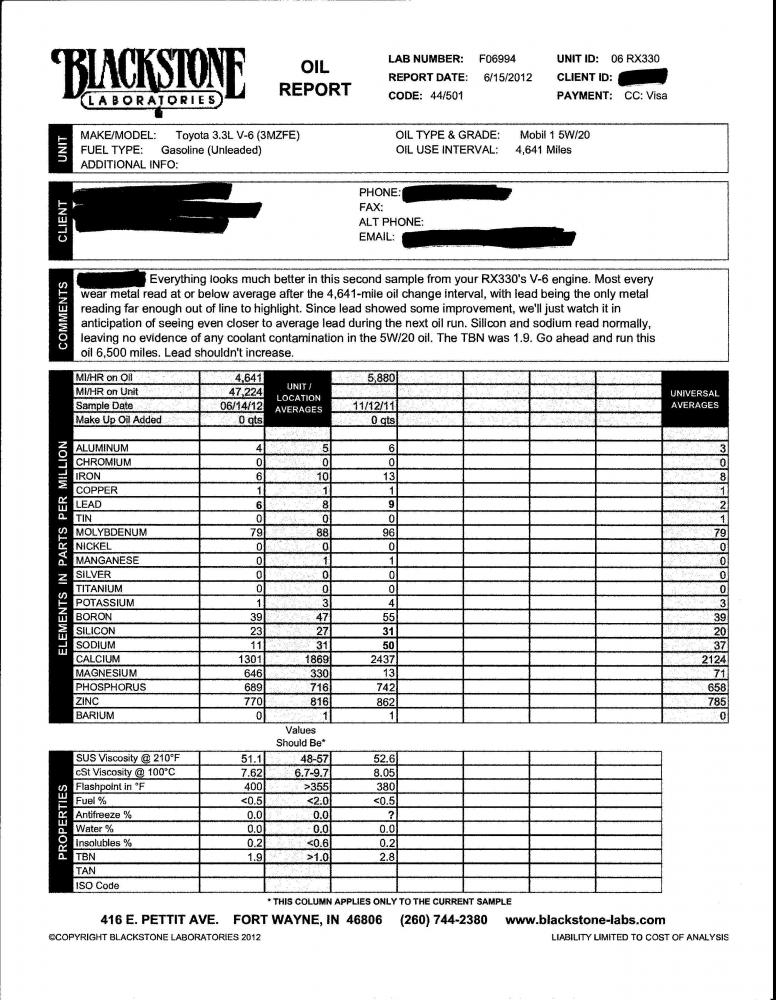 BLACKSTONE
LABORATORIES
OIL
REPORT
LAB NUMBER: F06994
REPORT DATE: 6/15/2012
CODE: 44/501
UNIT ID: 06 RX330
CLIENT ID:
PAYMENT: CC: Visa
UNIT
MAKE/MODEL: Toyota 3.3L V-6 (3MZFE)
FUEL TYPE: Gasoline (Unleaded)
ADDITIONAL INFO:
OIL TYPE & GRADE: Mobil 1 5W/20
OIL USE INTERVAL: 4,641 Miles
CLIENT
PHONE:
FAX:
ALT PHONE:
EMAIL:
COMMENTS
Everything looks much better in this second sample from your RX330's V-6 engine. Most every
wear metal read at or below average after the 4,641-mile oil change interval, with lead being the only metal
reading far enough out of line to highlight. Since lead showed some improvement, we'll just watch it in
anticipation of seeing even closer to average lead during the next oil run. Silicon and sodium read normally,
leaving no evidence of any coolant contamination in the 5W/20 oil. The TBN was 1.9. Go ahead and run this
oil 6,500 miles. Lead shouldn't increase.
MI/HR on Oil 4,641 5,880
MI/HR on Unit 47,224
Sample Date 06/14/12 11/12/11
Make Up Oil Added 0 qts 0 qts
UNIT /
LOCATION
AVERAGES
UNIVERSAL
AVERAGES
ELEMENTS IN PARTS PER MILLION
ALUMINUM 4 5 6 3
CHROMIUM 0 0 0 0
IRON 6 10 13 8
COPPER 1 1 1 1
LEAD 6 8 9 2
TIN 0 0 0 1
MOLYBDENUM 79 88 96 79
NICKEL 0 0 0 0
MANGANESE 0 1 1 0
SILVER 0 0 0 0
TITANIUM 0 0 0 0
POTASSIUM 1 3 4 3
BORON 39 47 55 39
SILICON 23 27 31 20
SODIUM 11 31 50 37
CALCIUM 1301 1869 2437 2124
MAGNESIUM 646 330 13 71
PHOSPHORUS 689 716 742 658
ZINC 770 816 862 785
BARIUM 0 1 1 0
Values
Should Be*
PROPERTIES
SUS Viscosity @ 210°F 51.1 48-57 52.6
cSt Viscosity @ 100°C 7.62 6.7-9.7 8.05
Flashpoint in °F 400 >355 380
Fuel % <0.5 <2.0 <0.5
Antifreeze % 0.0 0.0 ?
Water % 0.0 0.0 0.0
Insolubles % 0.2 <0.6 0.2
TBN 1.9 >1.0 2.8
TAN
ISO Code
* THIS COLUMN APPLIES ONLY TO THE CURRENT SAMPLE
416 E. PETTIT AVE. FORT WAYNE, IN 46806 (260) 744-2380 www.blackstone-labs.com
©COPYRIGHT BLACKSTONE LABORATORIES 2012
LIABILITY LIMITED TO COST OF ANALYSIS